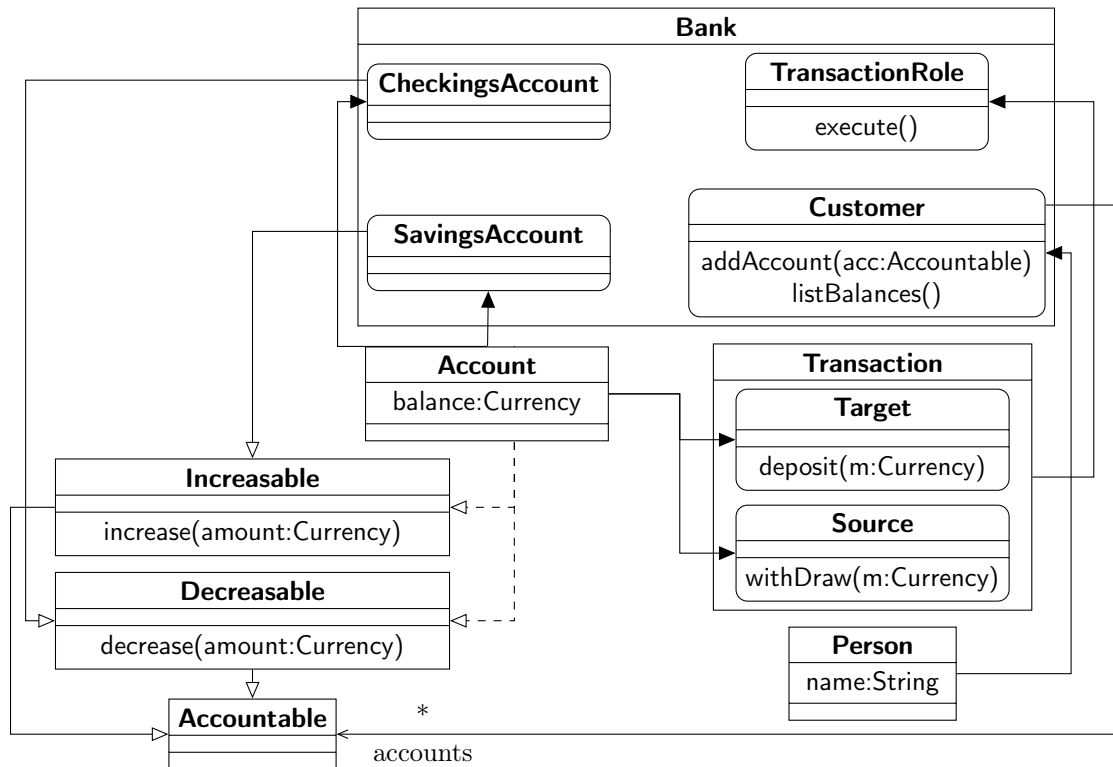 Bank
CheckingsAccount
TransactionRole
execute()
SavingsAccount
Customer
addAccount(acc:Accountable)
listBalances()
Account
balance:Currency
Transaction
Target
deposit(m:Currency)
Source
withDraw(m:Currency)
Increasable
increase(amount:Currency)
Decreasable
decrease(amount:Currency)
Person
name:String
Accountable
*
accounts